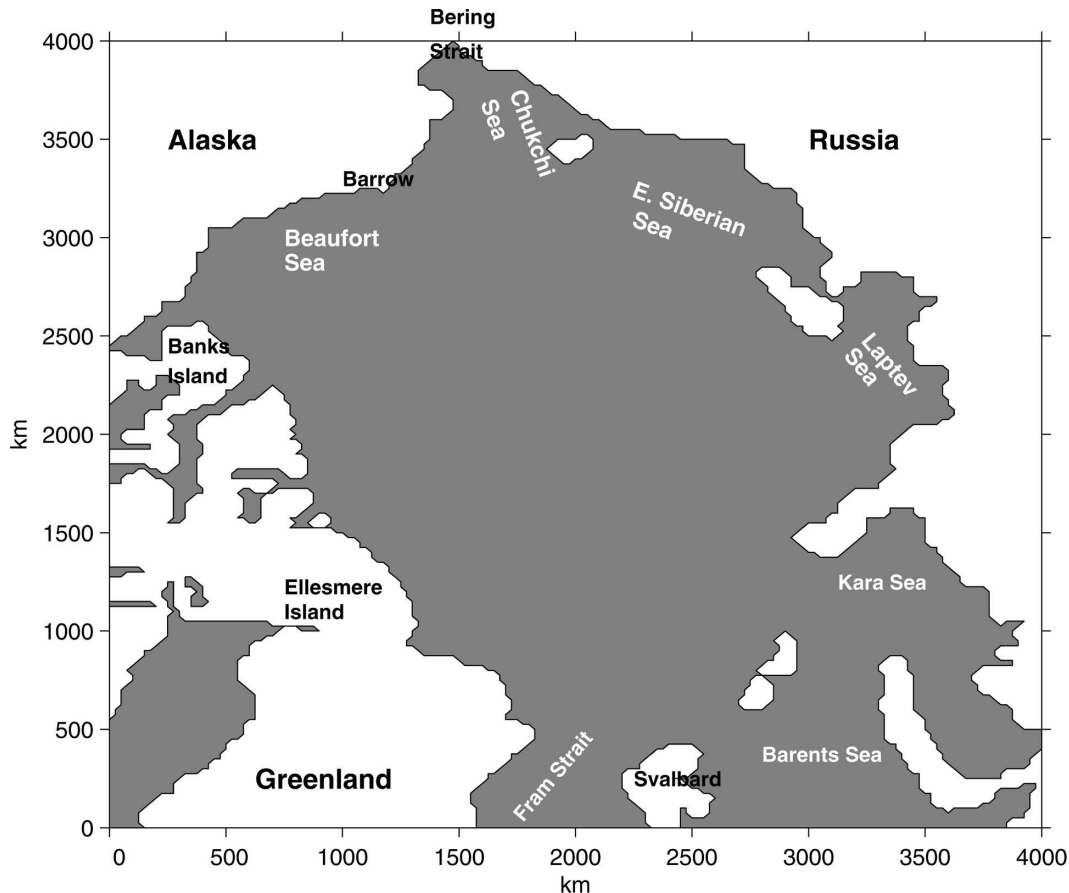 Bering
Strait
4000
3500
3000
2500
2000
1500
1000
500
0
km
Alaska
Chukchi
Sea
Russia
Barrow
E. Siberian
Sea
Beaufort
Sea
Banks
Island
Laptev
Sea
Ellesmere
Island
Kara Sea
Greenland
Fram Strait
Svalbard
Barents Sea
0 500 1000 1500 2000 2500 3000 3500 4000
km